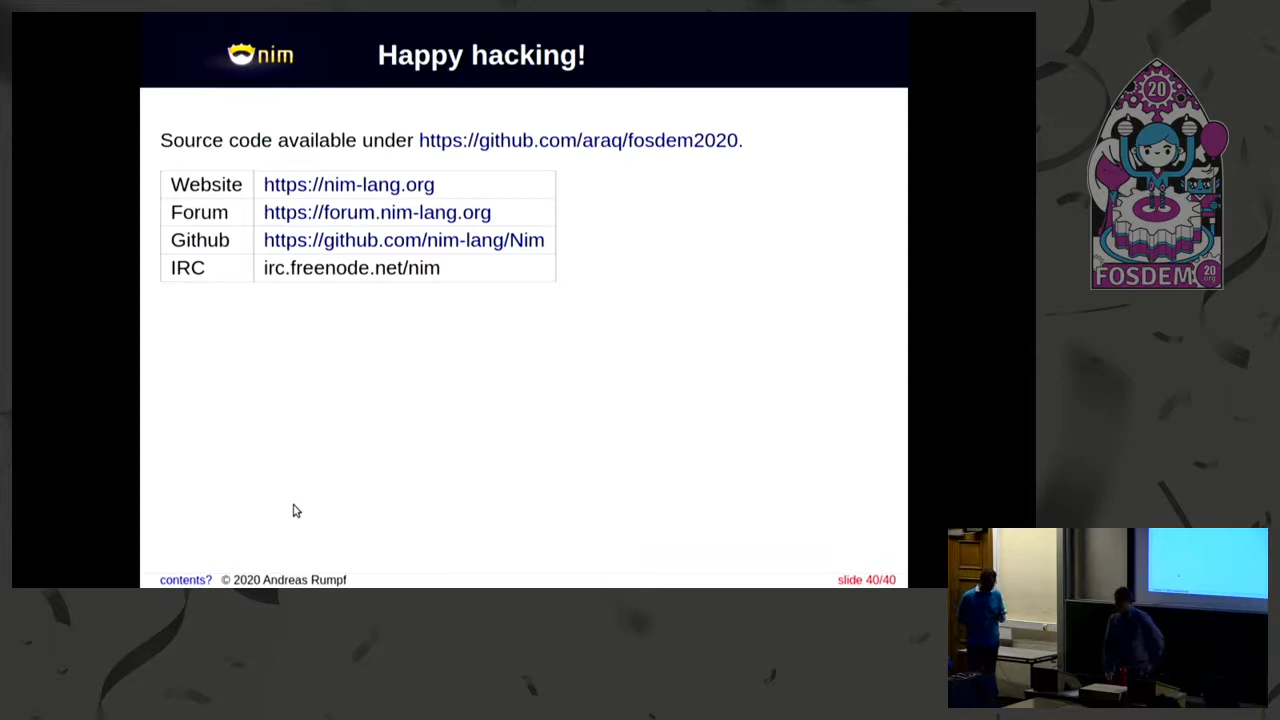 nim
Happy hacking!
Source code available under https://github.com/araq/fosdem2020.
Website https://nim-lang.org
Forum https://forum.nim-lang.org
Github https://github.com/nim-lang/Nim
IRC irc.freenode.net/nim
contents? © 2020 Andreas Rumpf
slide 40/40
20
FOSDEM
20
org